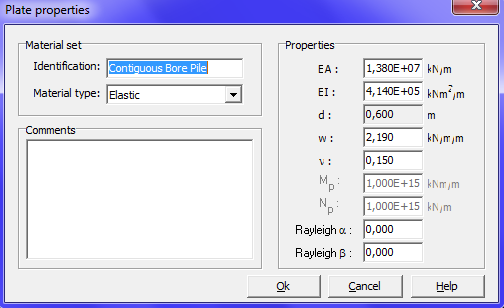 Plate properties
Material set
Identification: Contiguous Bore Pile
Material type: Elastic
Comments
Properties
EA : 1,380E+07 kN/m
EI : 4,140E+05 kNm²/m
d : 0,600 m
w : 2,190 kN/m/m
ν : 0,150
Mp : 1,000E+15 kNm/m
Np : 1,000E+15 kN/m
Rayleigh α : 0,000
Rayleigh β : 0,000
Ok Cancel Help